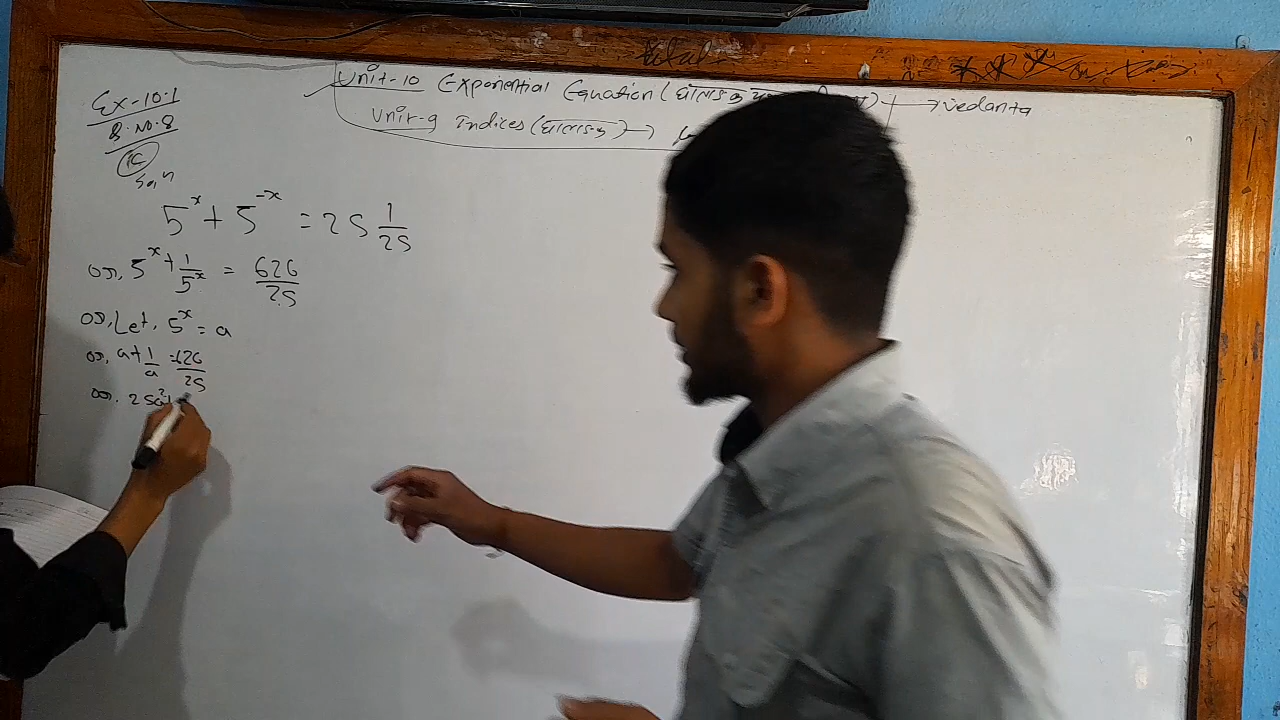 Unit-10 Exponential Equation ( → vedanta
Unit-9 Indices (घातांक) →
Ex-10.1
Q.NO.8
Solⁿ
5^x + 5^-x = 25 1/25
or, 5^x + 1/5^x = 626/25
or, Let, 5^x = a
or, a + 1/a = 626/25
or, 25a²+